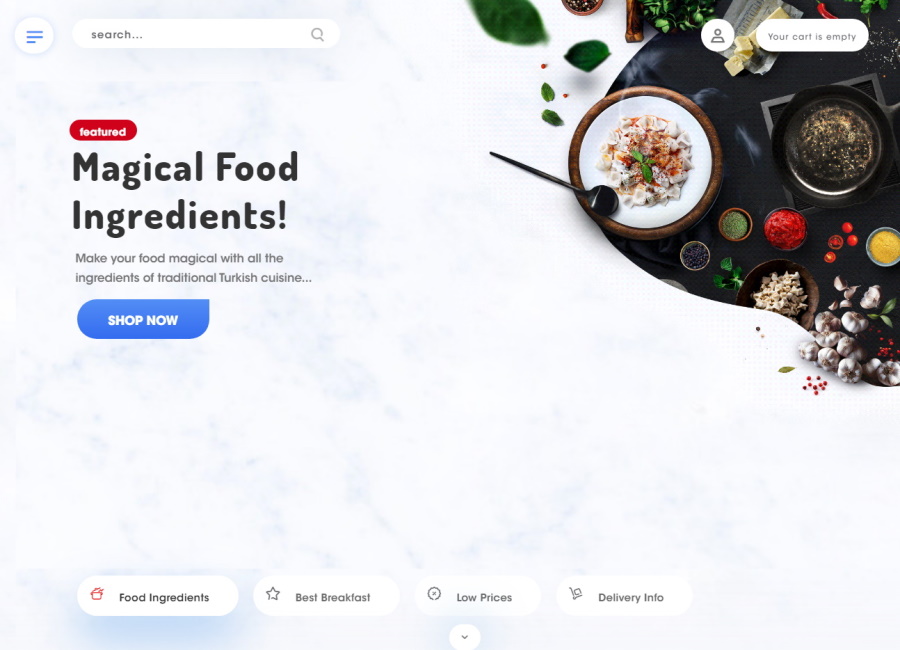 search...
Your cart is empty
featured
Magical Food
Ingredients!
Make your food magical with all the
ingredients of traditional Turkish cuisine...
SHOP NOW
Food Ingredients
Best Breakfast
Low Prices
Delivery Info